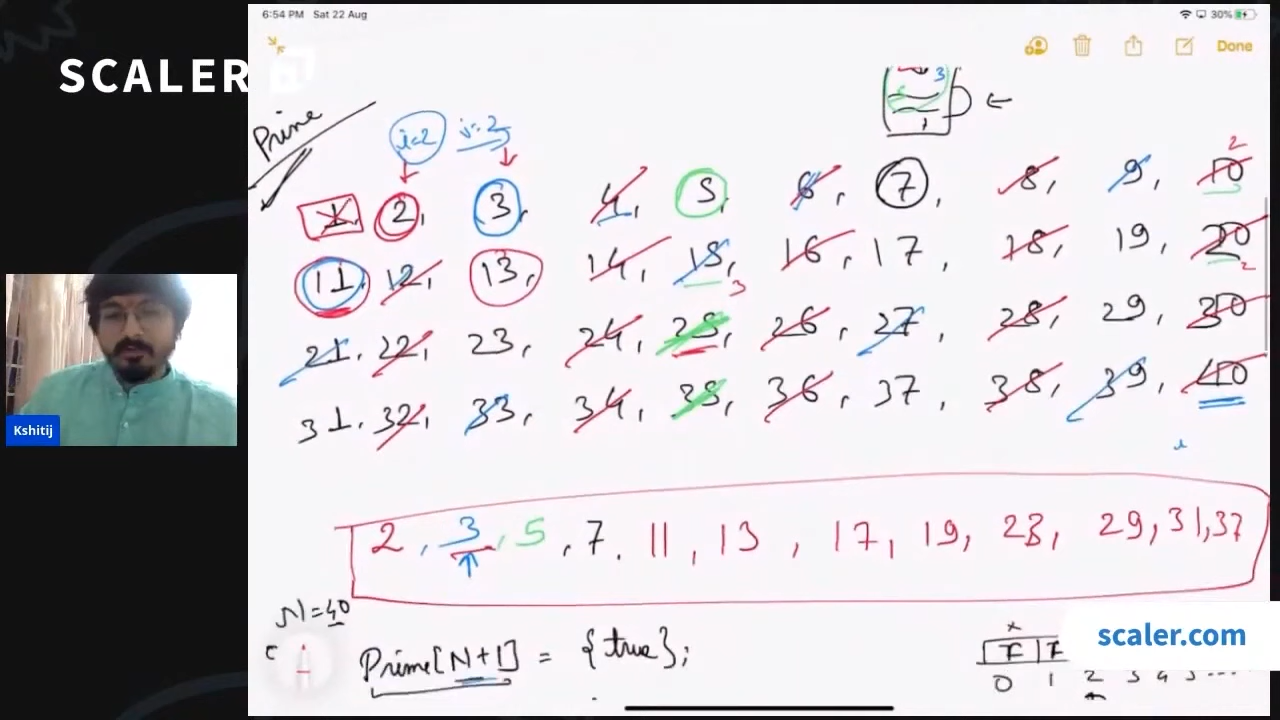 6:54 PM Sat 22 Aug
30%
SCALER
Done
3
Prime
i=2 i=2
2
1 2, 3, 4, 5, 6, 7, 8, 9, 10
11, 12, 13, 14, 15, 16, 17, 18, 19, 20
3 2
21, 22, 23, 24, 25, 26, 27, 28, 29, 30
31, 32, 33, 34, 35, 36, 37, 38, 39, 40
Kshitij
i
2, 3, 5, 7, 11, 13, 17, 19, 23, 29, 31, 37
N=40
Prime[N+1] = {true};
x
F F
0 1 2 3 4 5 ....
scaler.com